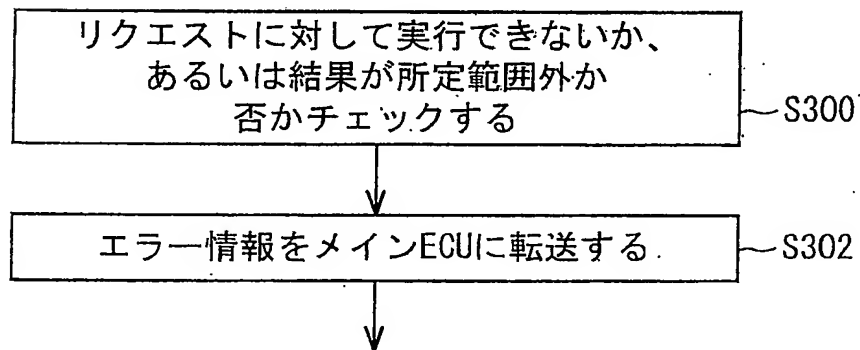 リクエストに対して実行できないか、
あるいは結果が所定範囲外か
否かチェックする
S300
エラー情報をメインECUに転送する
S302